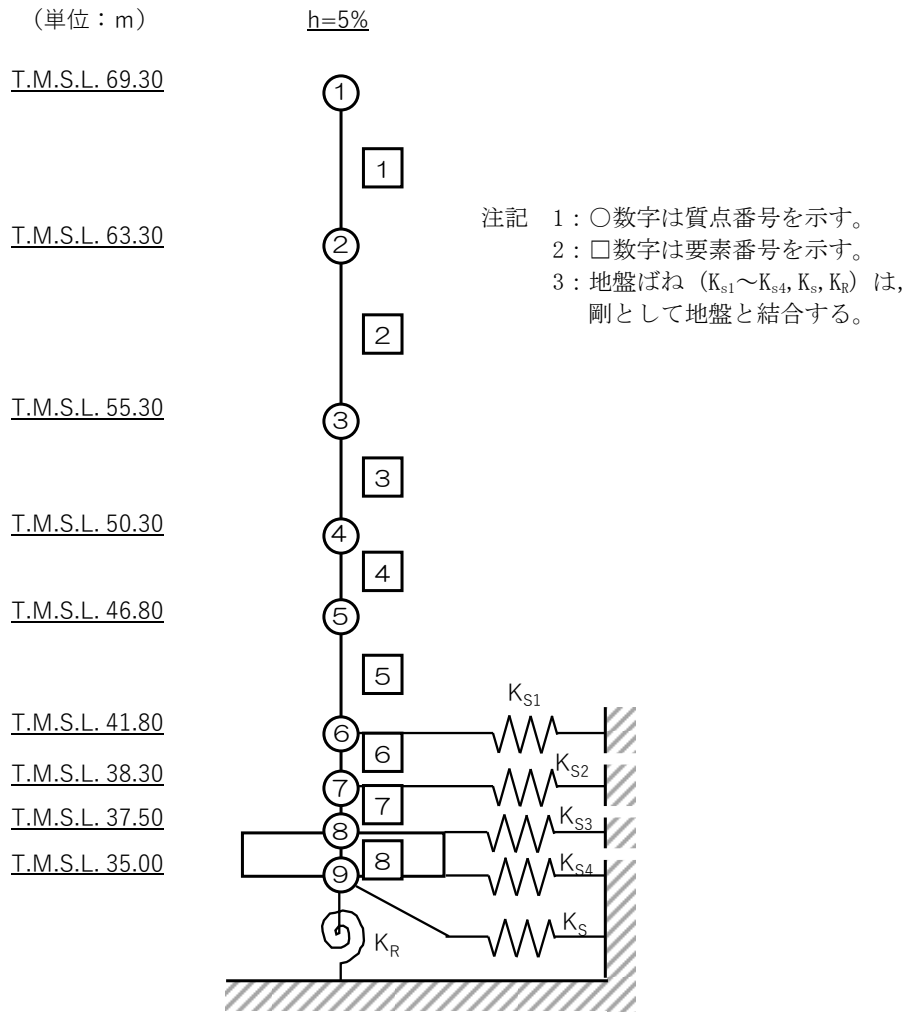 （単位：ｍ）
h=5%
T.M.S.L. 69.30
1
1
T.M.S.L. 63.30
2
注記　1：○数字は質点番号を示す。
2：□数字は要素番号を示す。
3：地盤ばね（Ks1～Ks4,Ks,KR）は，
剛として地盤と結合する。
2
T.M.S.L. 55.30
3
3
T.M.S.L. 50.30
4
4
T.M.S.L. 46.80
5
5
KS1
T.M.S.L. 41.80
6
6
KS2
T.M.S.L. 38.30
7
7
KS3
T.M.S.L. 37.50
8
8
KS4
T.M.S.L. 35.00
9
KS
KR